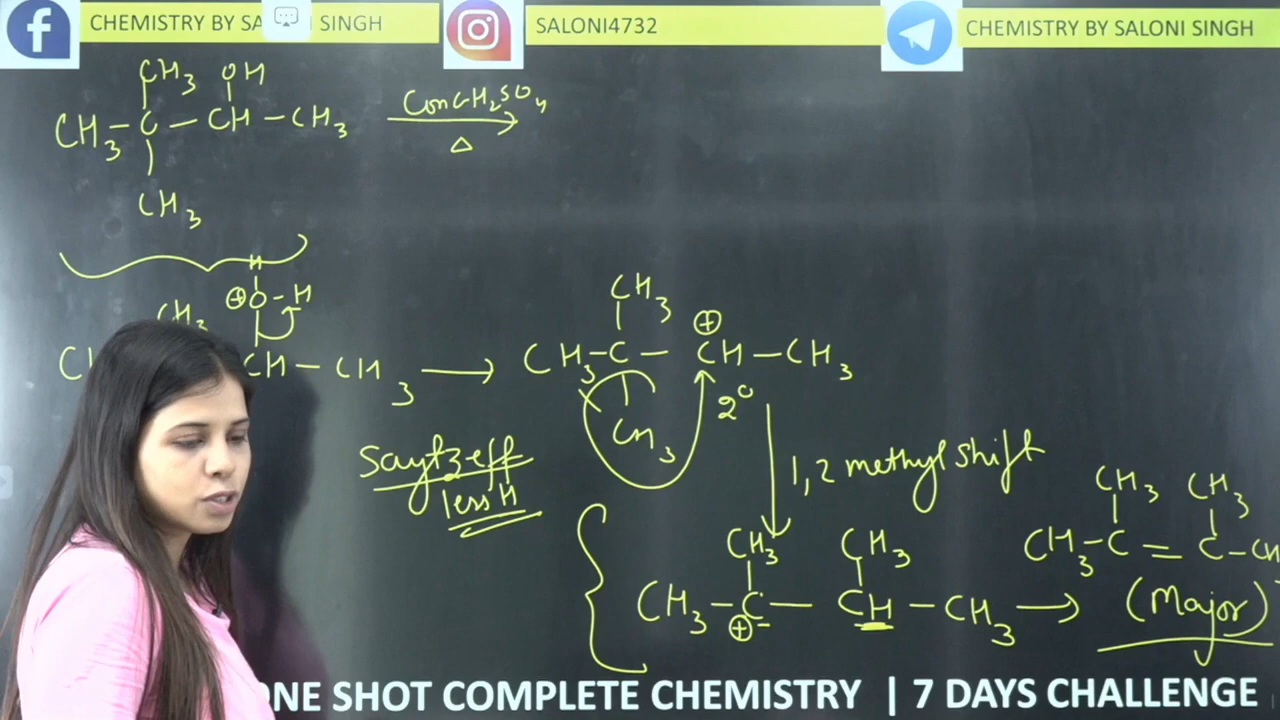 CHEMISTRY BY SA SINGH
SALONI4732
CHEMISTRY BY SALONI SINGH
CH3 OH
CH3-C-CH-CH3
CH3
Conc H2SO4
Δ
H
⊕O-H
CH3
CH-CH3
CH3
⊕
CH3-C-CH-CH3
CH3
2°
Saytzeff
less 'H
1,2 methyl shift
CH3 CH3
CH3-C-CH-CH3
⊕
CH3 CH3
CH3-C=C-CH
(Major)
ONE SHOT COMPLETE CHEMISTRY | 7 DAYS CHALLENGE